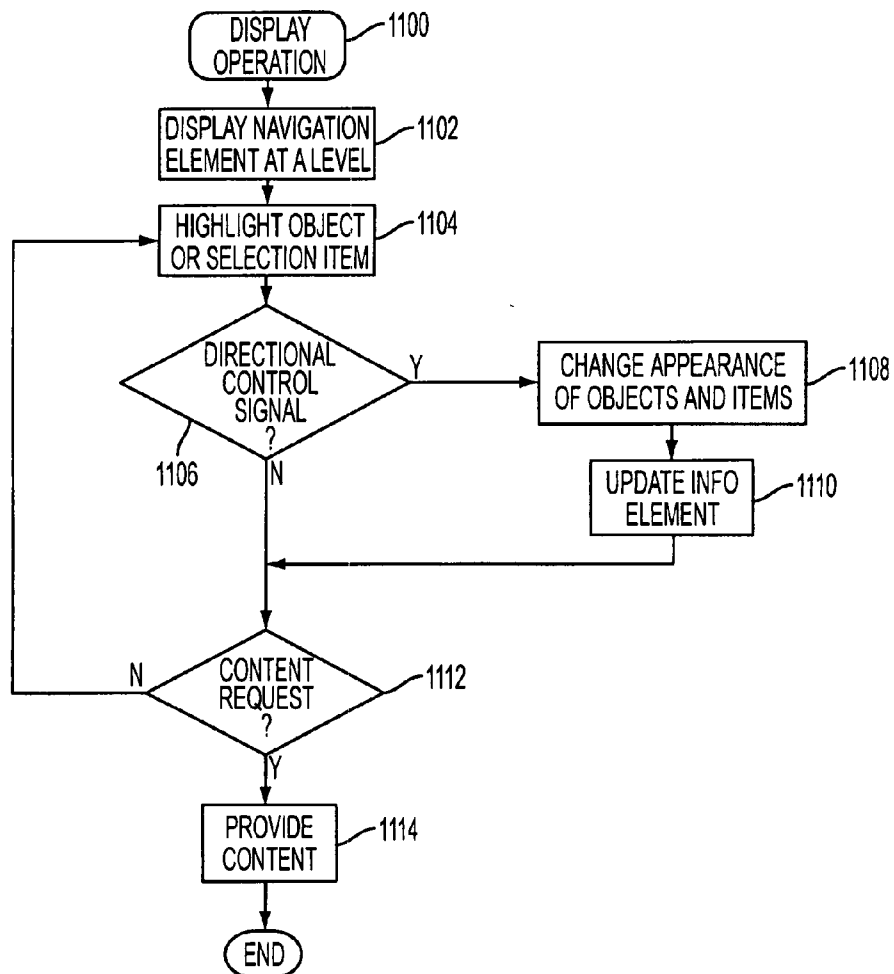 DISPLAY
OPERATION
1100
DISPLAY NAVIGATION
ELEMENT AT A LEVEL
1102
HIGHLIGHT OBJECT
OR SELECTION ITEM
1104
DIRECTIONAL
CONTROL
SIGNAL
?
Y
1106
N
CHANGE APPEARANCE
OF OBJECTS AND ITEMS
1108
UPDATE INFO
ELEMENT
1110
N
CONTENT
REQUEST
?
1112
Y
PROVIDE
CONTENT
1114
END